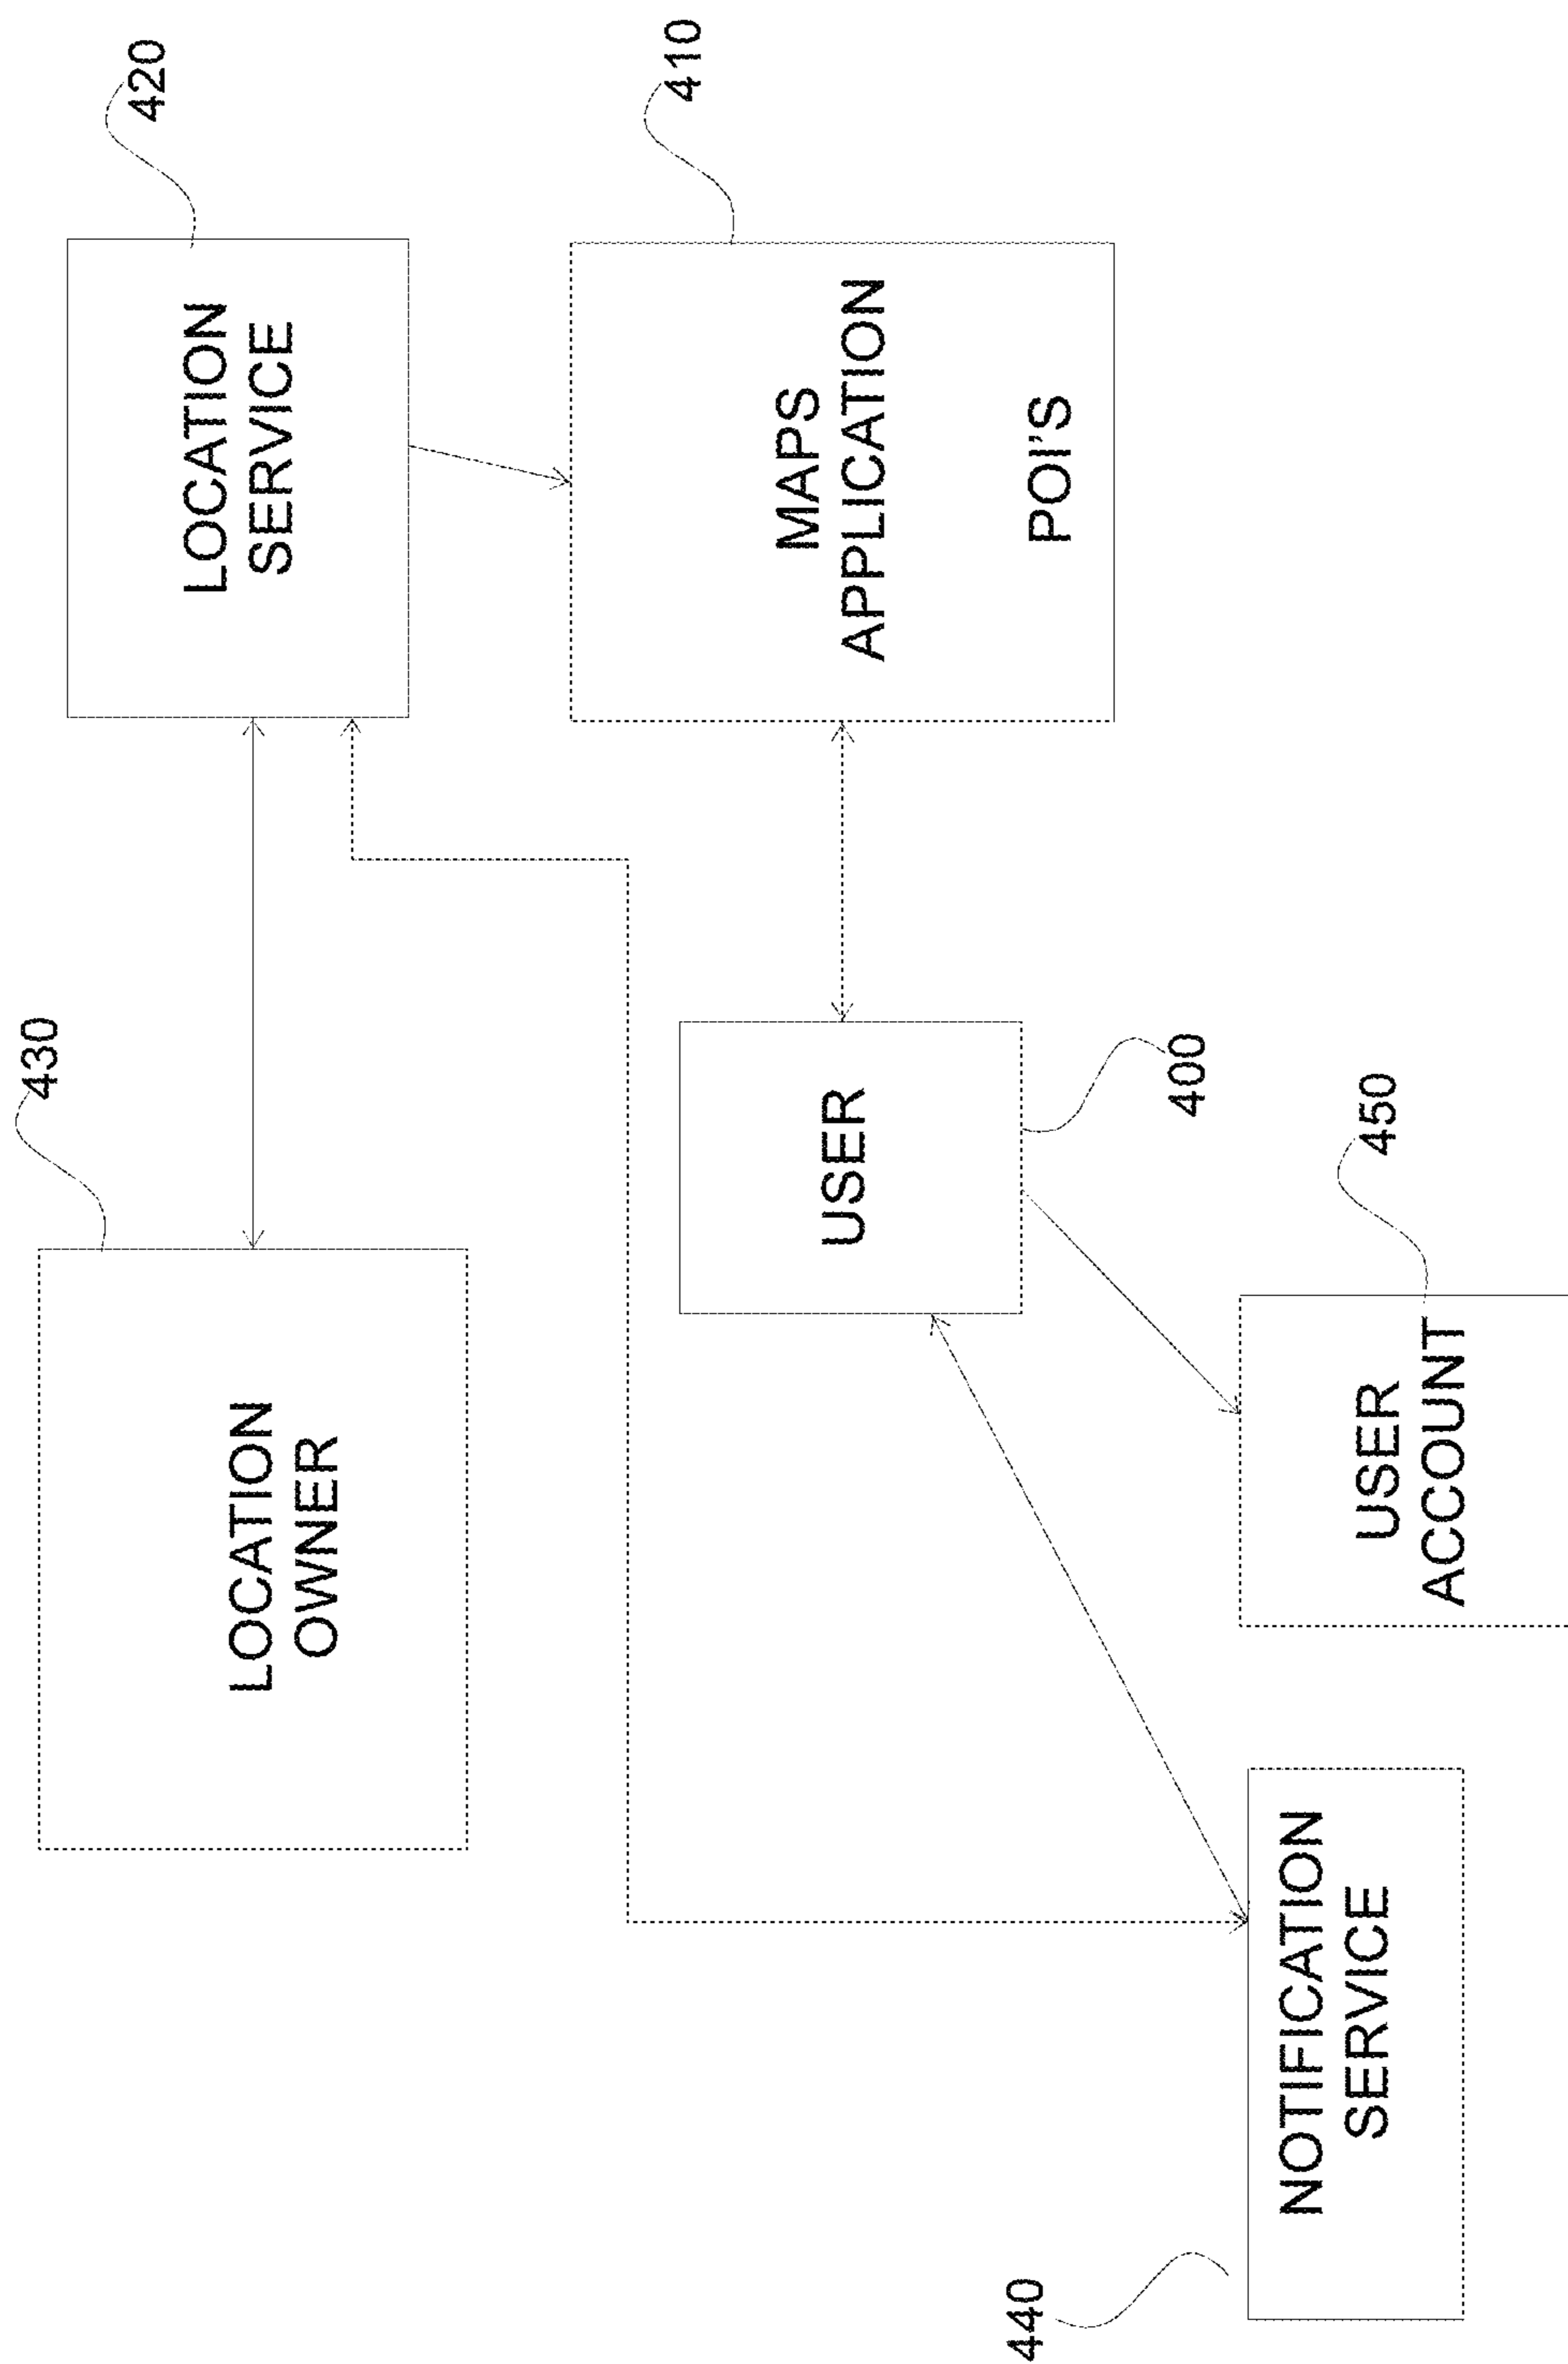 430
LOCATION
OWNER
420
LOCATION
SERVICE
410
MAPS
APPLICATION
POI'S
USER
400
440
NOTIFICATION
SERVICE
450
USER
ACCOUNT